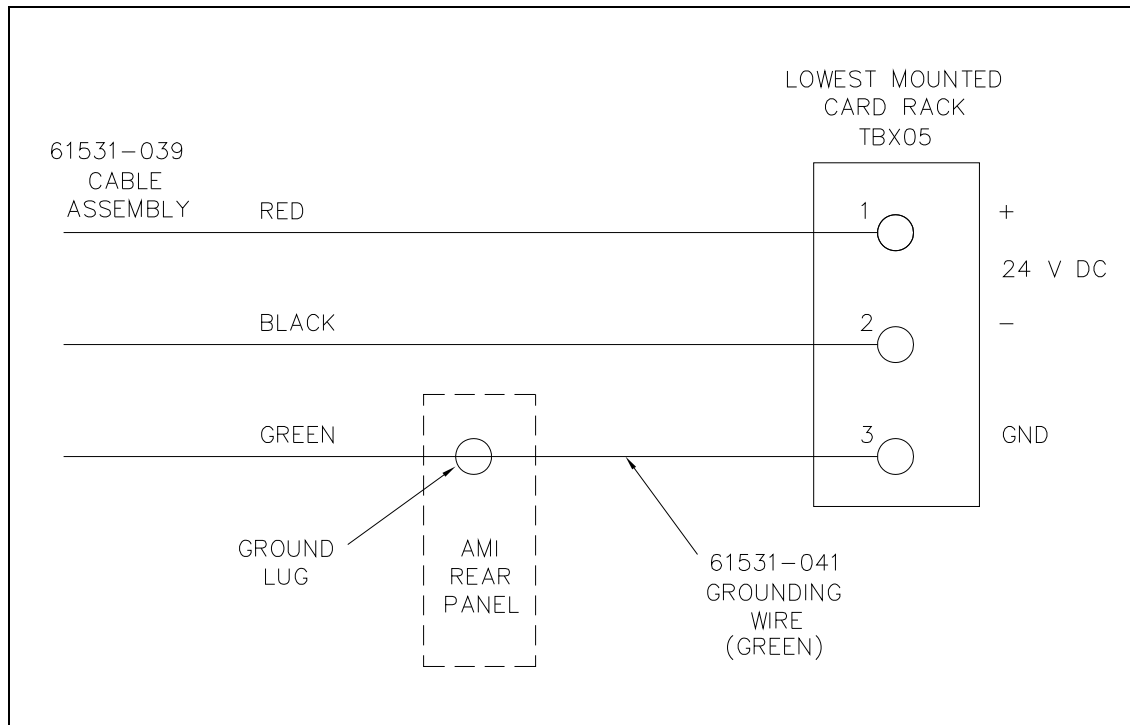 LOWEST MOUNTED
CARD RACK
TBX05
61531-039
CABLE
ASSEMBLY
RED
1
+
24 V DC
BLACK
2
-
GREEN
3
GND
GROUND
LUG
AMI
REAR
PANEL
61531-041
GROUNDING
WIRE
(GREEN)